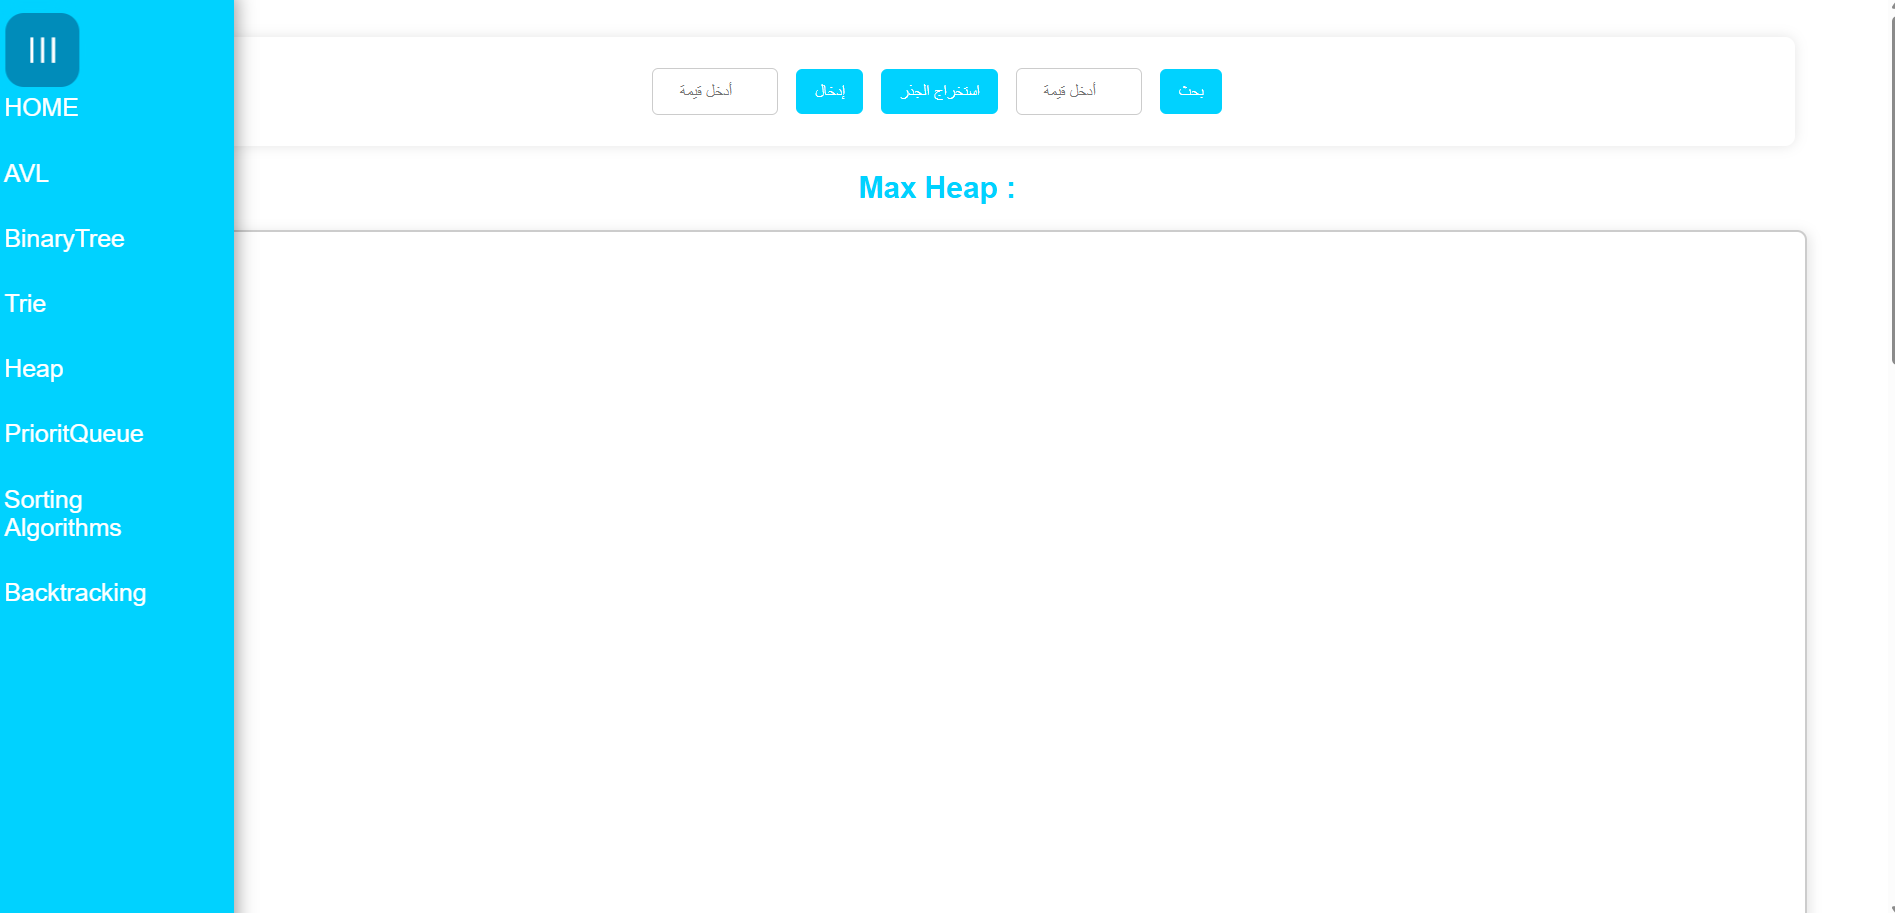 HOME
AVL
BinaryTree
Trie
Heap
PrioritQueue
Sorting
Algorithms
Backtracking
أدخل قيمة
إدخال
استخراج الجذر
أدخل قيمة
بحث
Max Heap :